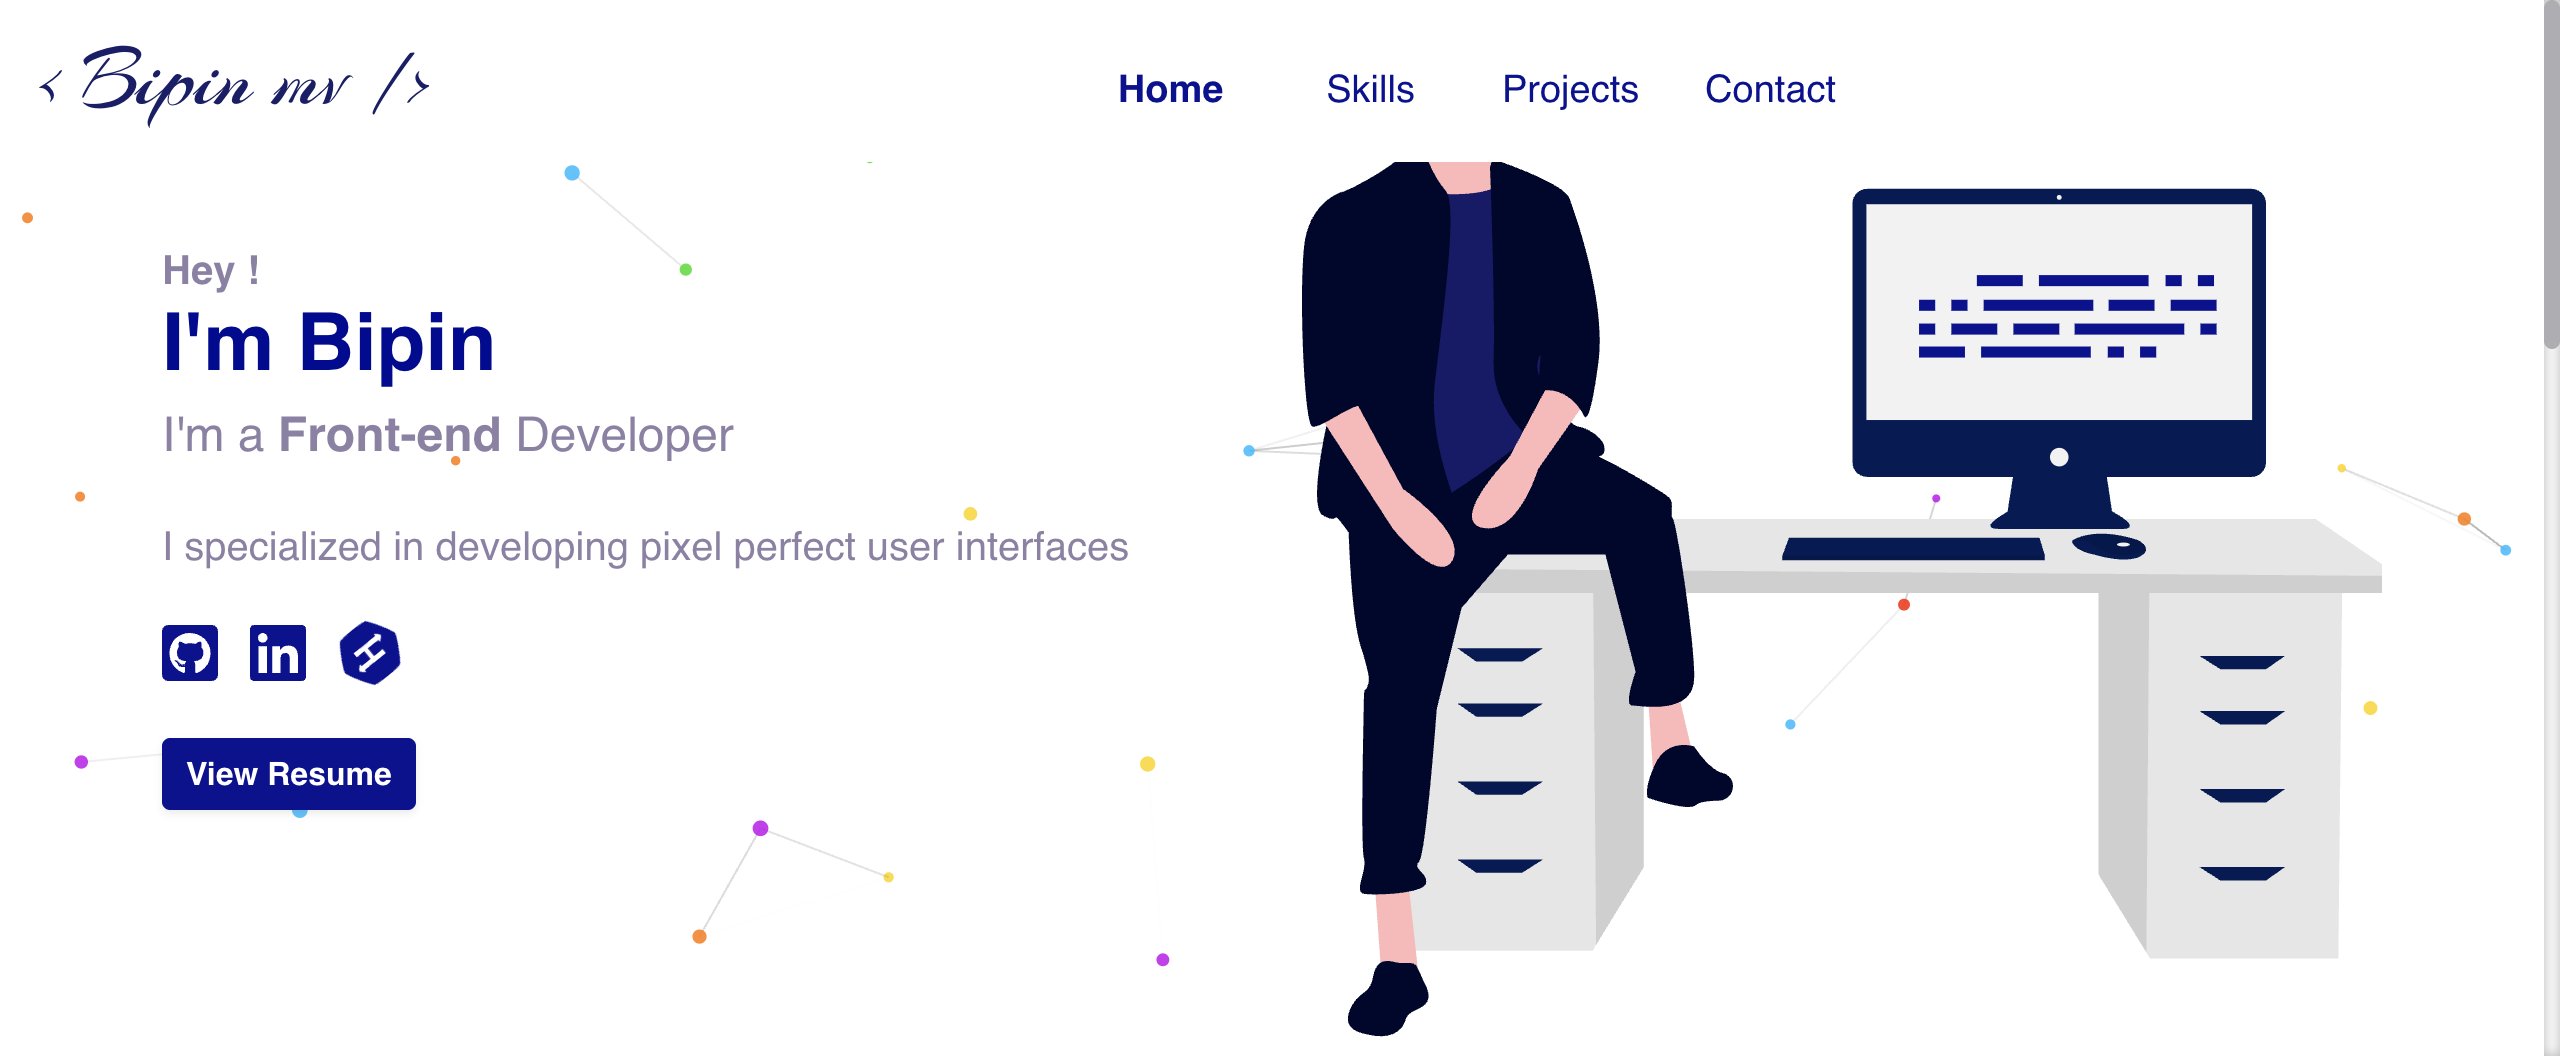 < Bipin mv />
Home Skills Projects Contact
Hey !
I'm Bipin
I'm a Front-end Developer
I specialized in developing pixel perfect user interfaces
in
View Resume